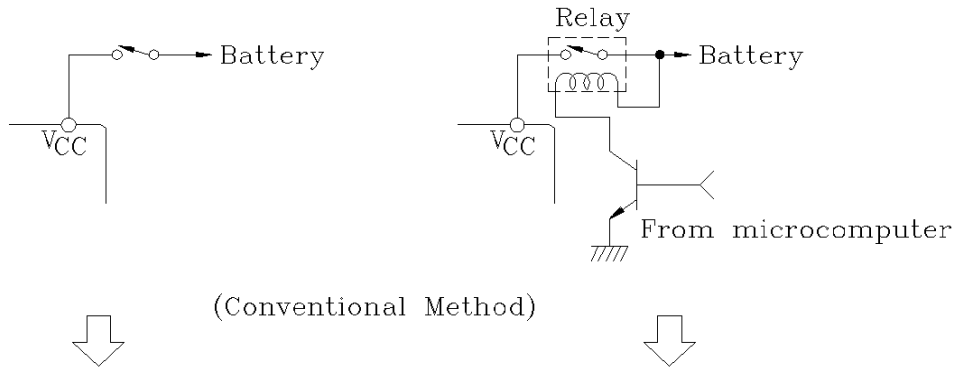 Relay
Battery
Battery
VCC
VCC
From microcomputer
(Conventional Method)